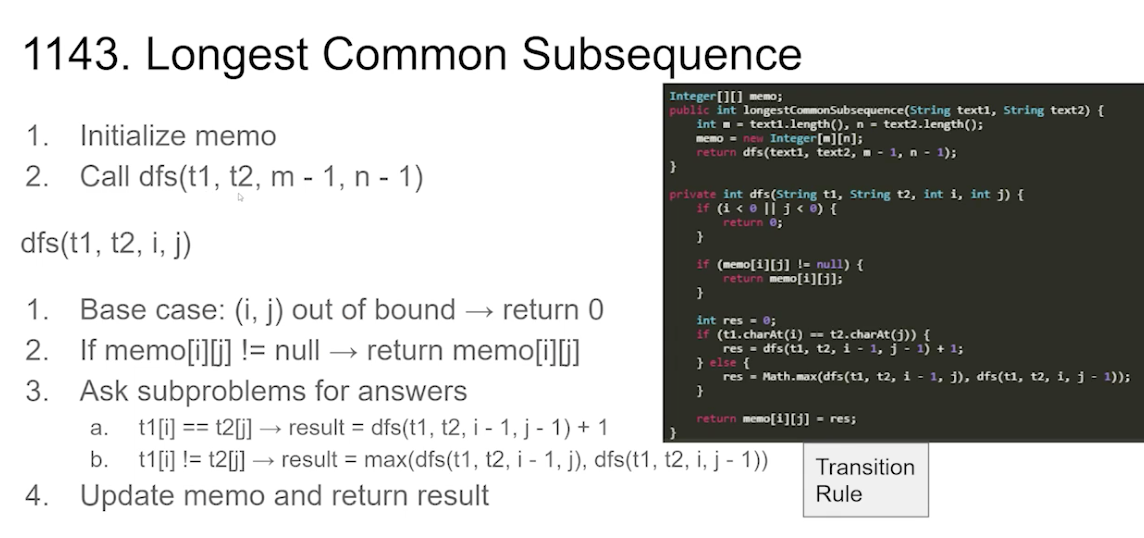 1143. Longest Common Subsequence
1. Initialize memo
2. Call dfs(t1, t2, m - 1, n - 1)
dfs(t1, t2, i, j)
1. Base case: (i, j) out of bound → return 0
2. If memo[i][j] != null → return memo[i][j]
3. Ask subproblems for answers
a. t1[i] == t2[j] → result = dfs(t1, t2, i - 1, j - 1) + 1
b. t1[i] != t2[j] → result = max(dfs(t1, t2, i - 1, j), dfs(t1, t2, i, j - 1))
4. Update memo and return result
Integer[][] memo;
public int longestCommonSubsequence(String text1, String text2) {
    int m = text1.length(), n = text2.length();
    memo = new Integer[m][n];
    return dfs(text1, text2, m - 1, n - 1);
}
private int dfs(String t1, String t2, int i, int j) {
    if (i < 0 || j < 0) {
        return 0;
    }
    if (memo[i][j] != null) {
        return memo[i][j];
    }
    int res = 0;
    if (t1.charAt(i) == t2.charAt(j)) {
        res = dfs(t1, t2, i - 1, j - 1) + 1;
    } else {
        res = Math.max(dfs(t1, t2, i - 1, j), dfs(t1, t2, i, j - 1));
    }
    return memo[i][j] = res;
}
Transition
Rule